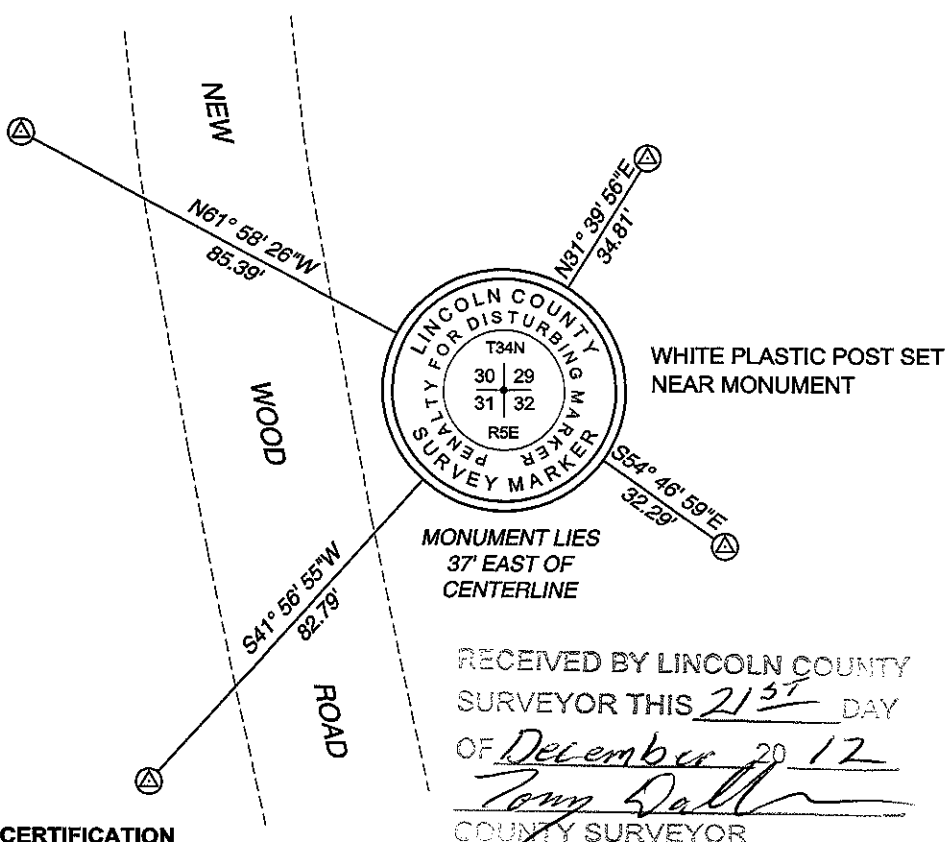 NEW
WOOD
ROAD
N61° 58' 26"W
85.39'
N31° 39' 56"E
34.81'
LINCOLN COUNTY
SURVEY MARKER
PENALTY FOR DISTURBING MARKER
T34N
30 29
31 32
R5E
WHITE PLASTIC POST SET
NEAR MONUMENT
S54° 46' 59"E
32.29'
MONUMENT LIES
37' EAST OF
CENTERLINE
S41° 56' 55"W
82.79'
RECEIVED BY LINCOLN COUNTY
SURVEYOR THIS 21ST DAY
OF December 20 12
Tony Dall
COUNTY SURVEYOR
CERTIFICATION